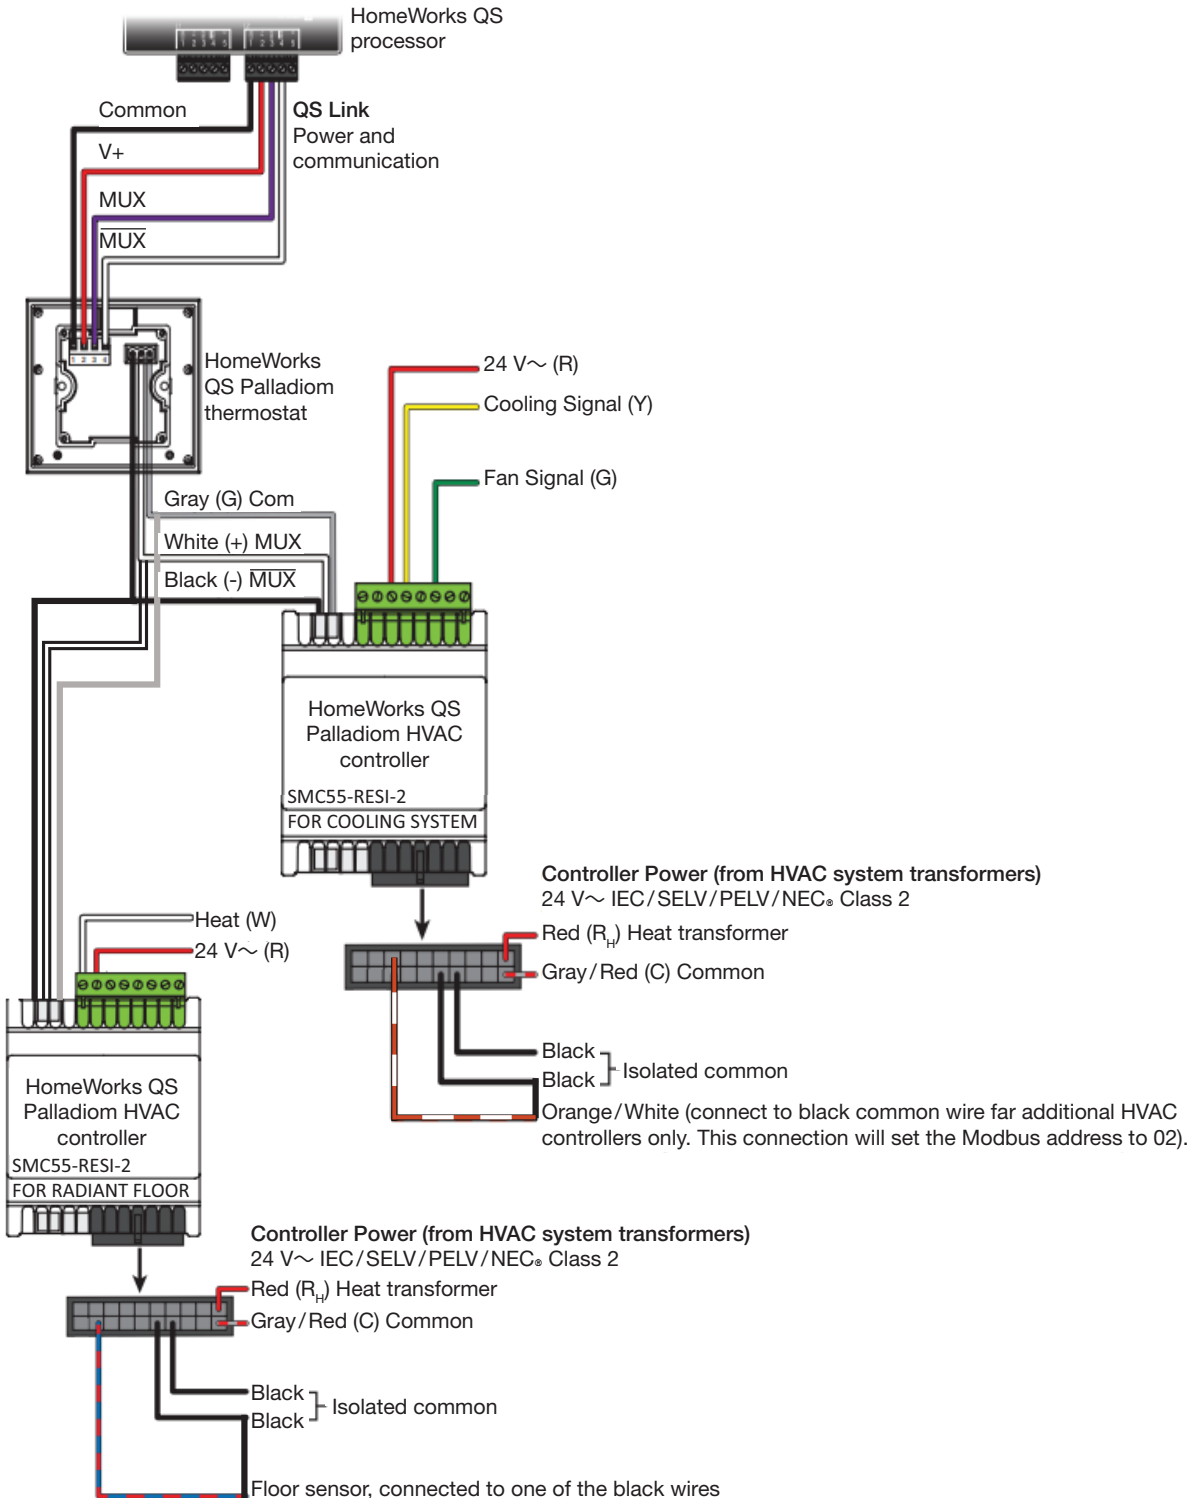 HomeWorks QS
processor
Common
QS Link
Power and
communication
V+
MUX
MUX
1 2 3 4
HomeWorks
QS Palladiom
thermostat
24 V～ (R)
Cooling Signal (Y)
Fan Signal (G)
Gray (G) Com
White (+) MUX
Black (-) MUX
HomeWorks QS
Palladiom HVAC
controller
SMC55-RESI-2
FOR COOLING SYSTEM
Controller Power (from HVAC system transformers)
24 V～ IEC/SELV/PELV/NEC® Class 2
Red (RH) Heat transformer
Gray/Red (C) Common
Black
Black
Isolated common
Orange/White (connect to black common wire far additional HVAC
controllers only. This connection will set the Modbus address to 02).
Heat (W)
24 V～ (R)
HomeWorks QS
Palladiom HVAC
controller
SMC55-RESI-2
FOR RADIANT FLOOR
Controller Power (from HVAC system transformers)
24 V～ IEC/SELV/PELV/NEC® Class 2
Red (RH) Heat transformer
Gray/Red (C) Common
Black
Black
Isolated common
Floor sensor, connected to one of the black wires